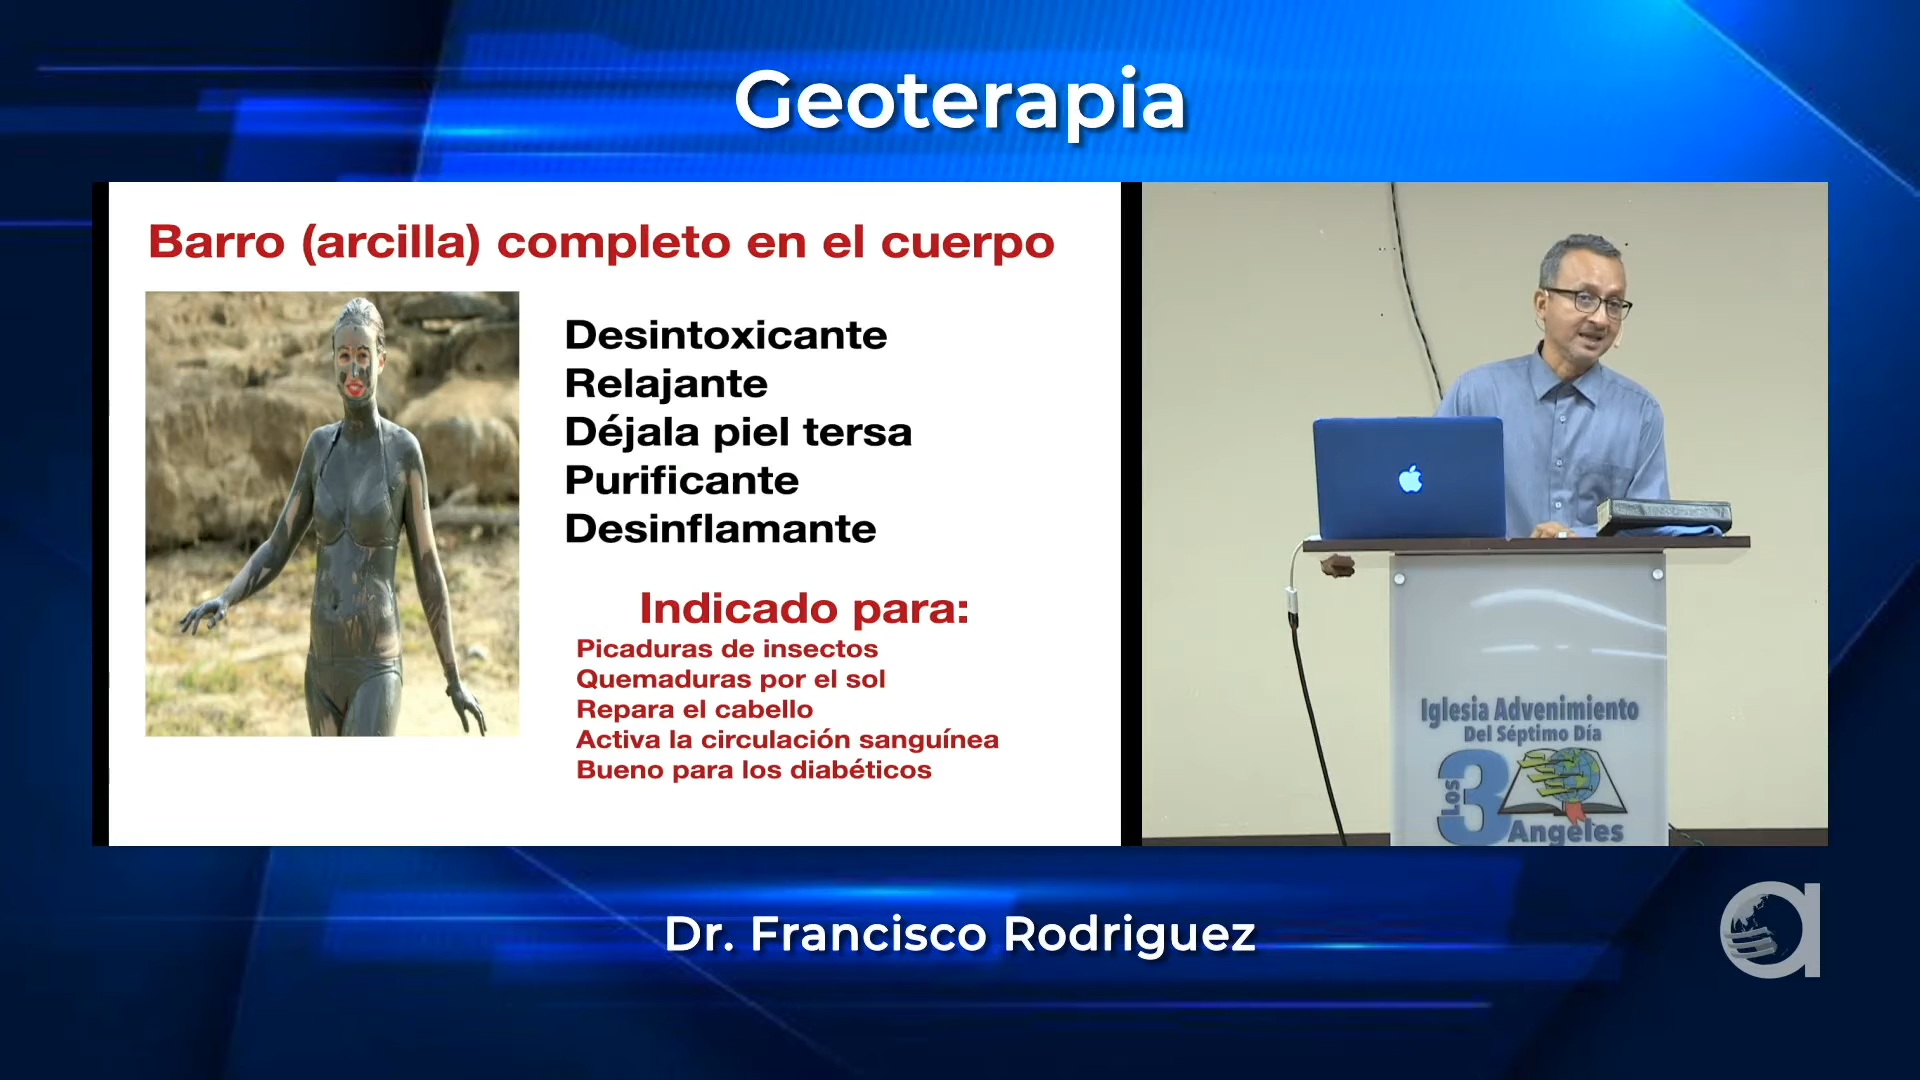 Geoterapia
Barro (arcilla) completo en el cuerpo
Desintoxicante
Relajante
Déjala piel tersa
Purificante
Desinflamante
Indicado para:
Picaduras de insectos
Quemaduras por el sol
Repara el cabello
Activa la circulación sanguínea
Bueno para los diabéticos
Iglesia Advenimiento
Del Séptimo Día
Los
3
Angeles
Dr. Francisco Rodriguez
a